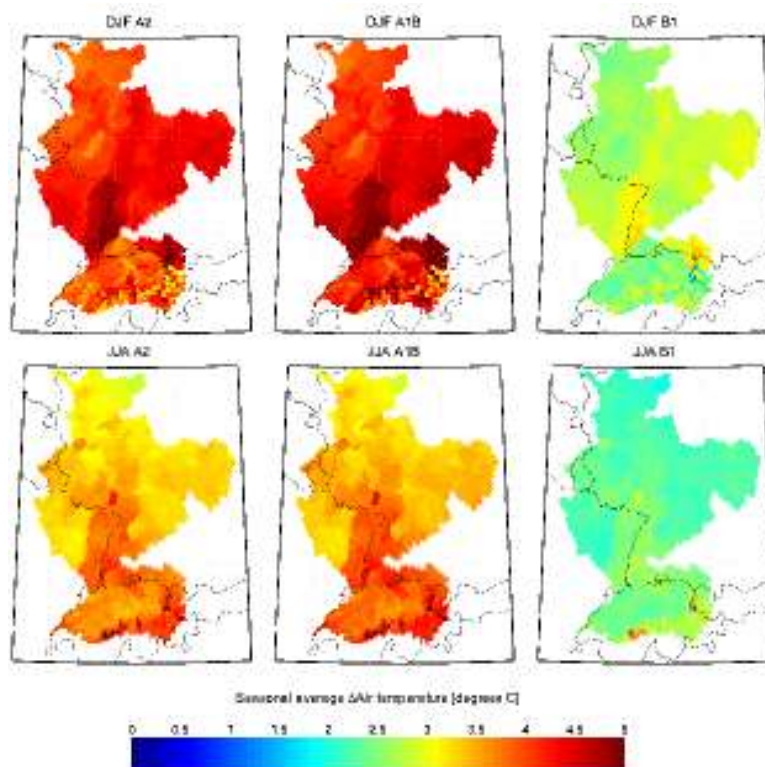 DJF A2
DJF A1B
DJF B1
JJA A2
JJA A1B
JJA B1
Seasonal average ΔAir temperature [degrees C]
0 0.5 1 1.5 2 2.5 3 3.5 4 4.5 5